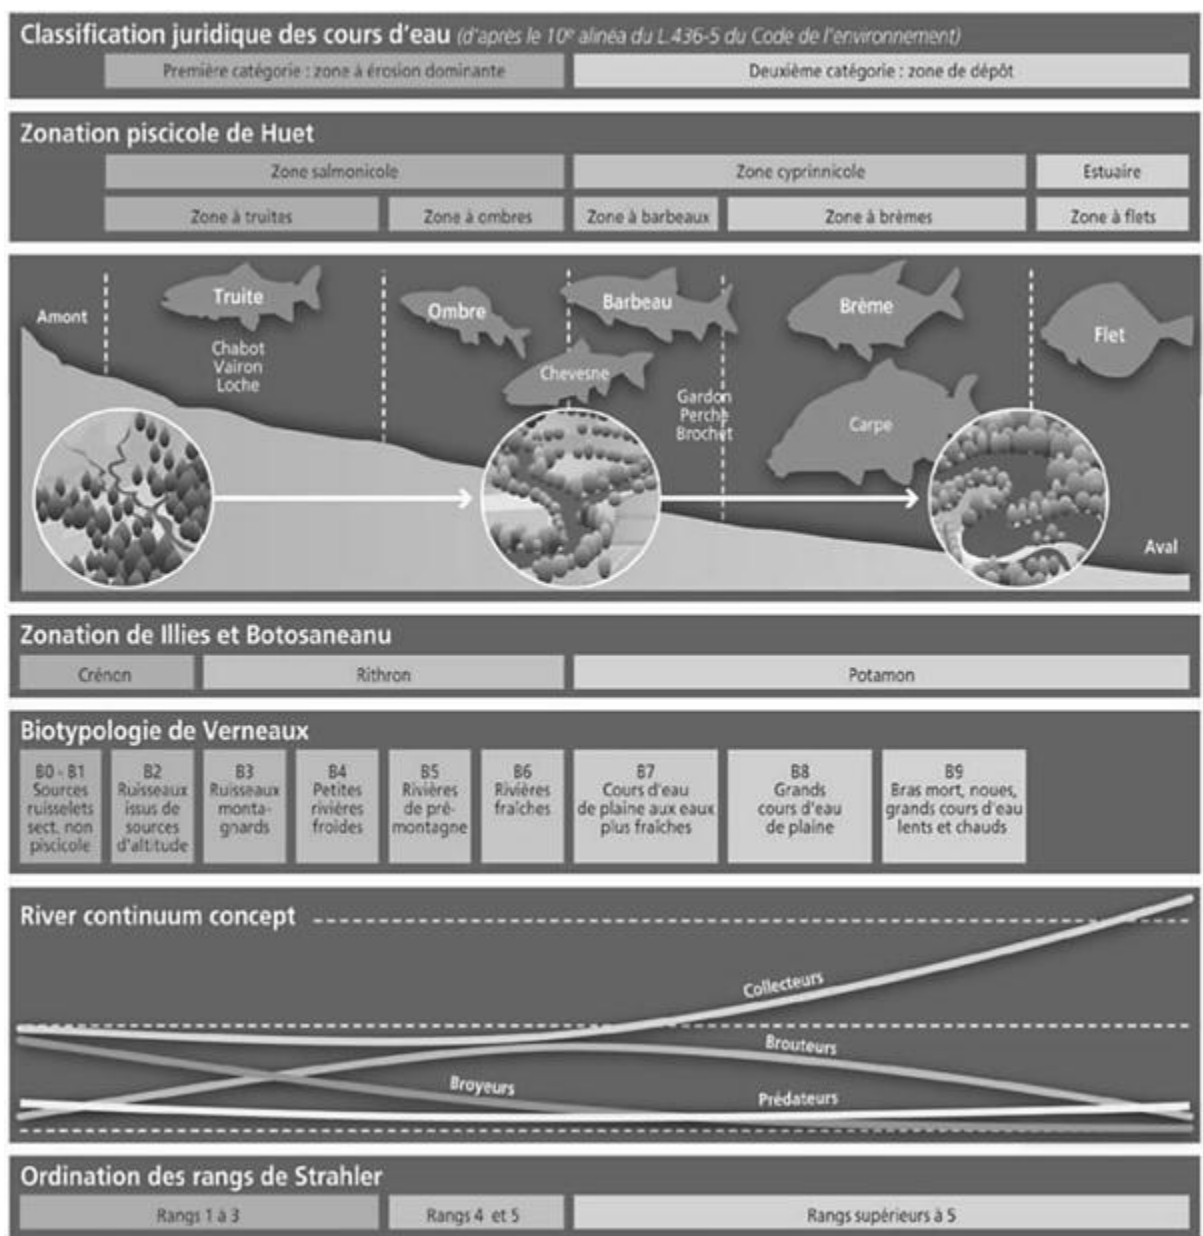 Classification juridique des cours d'eau (d'après le 10e alinéa du L.436-5 du Code de l'environnement)
Première catégorie : zone à érosion dominante
Deuxième catégorie : zone de dépôt
Zonation piscicole de Huet
Zone salmonicole
Zone cyprinnicole
Estuaire
Zone à truites
Zone à ombres
Zone à barbeaux
Zone à brèmes
Zone à flets
Amont
Truite
Chabot
Vairon
Loche
Ombre
Barbeau
Chevesne
Gardon
Perche
Brochet
Brème
Carpe
Flet
Aval
Zonation de Illies et Botosaneanu
Crénon
Rithron
Potamon
Biotypologie de Verneaux
B0 - B1
Sources
ruisselets
sect. non
piscicole
B2
Ruisseaux
issus de
sources
d'altitude
B3
Ruisseaux
monta-
gnards
B4
Petites
rivières
froides
B5
Rivières
de pré-
montagne
B6
Rivières
fraîches
B7
Cours d'eau
de plaine aux eaux
plus fraîches
B8
Grands
cours d'eau
de plaine
B9
Bras mort, noues,
grands cours d'eau
lents et chauds
River continuum concept
Collecteurs
Brouteurs
Broyeurs
Prédateurs
Ordination des rangs de Strahler
Rangs 1 à 3
Rangs 4 et 5
Rangs supérieurs à 5